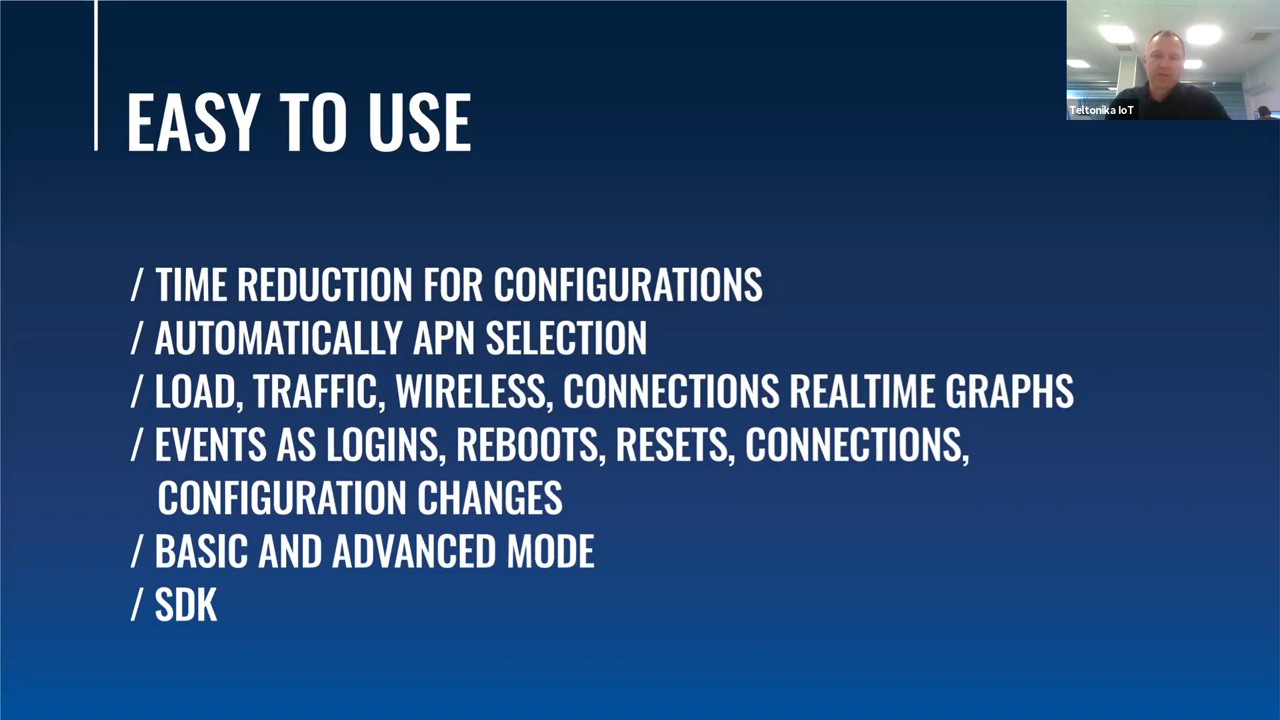 EASY TO USE
Teltonika IoT
/ TIME REDUCTION FOR CONFIGURATIONS
/ AUTOMATICALLY APN SELECTION
/ LOAD, TRAFFIC, WIRELESS, CONNECTIONS REALTIME GRAPHS
/ EVENTS AS LOGINS, REBOOTS, RESETS, CONNECTIONS,
CONFIGURATION CHANGES
/ BASIC AND ADVANCED MODE
/ SDK